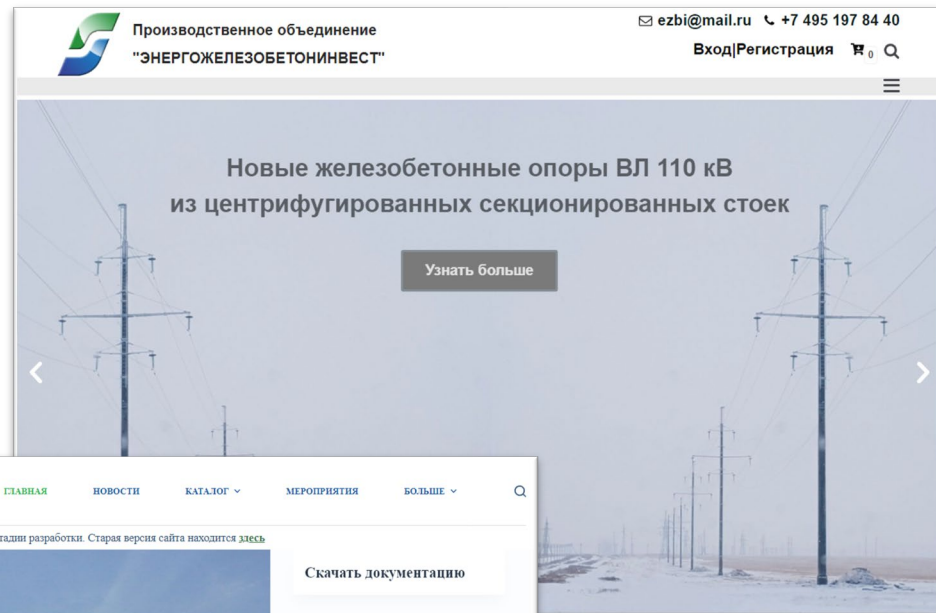 Производственное объединение
"ЭНЕРГОЖЕЛЕЗОБЕТОНИНВЕСТ"
ezbi@mail.ru +7 495 197 84 40
Вход|Регистрация 0
Новые железобетонные опоры ВЛ 110 кВ
из центрифугированных секционированных стоек
Узнать больше
ГЛАВНАЯ НОВОСТИ КАТАЛОГ МЕРОПРИЯТИЯ БОЛЬШЕ
тадии разработки. Старая версия сайта находится здесь
Скачать документацию